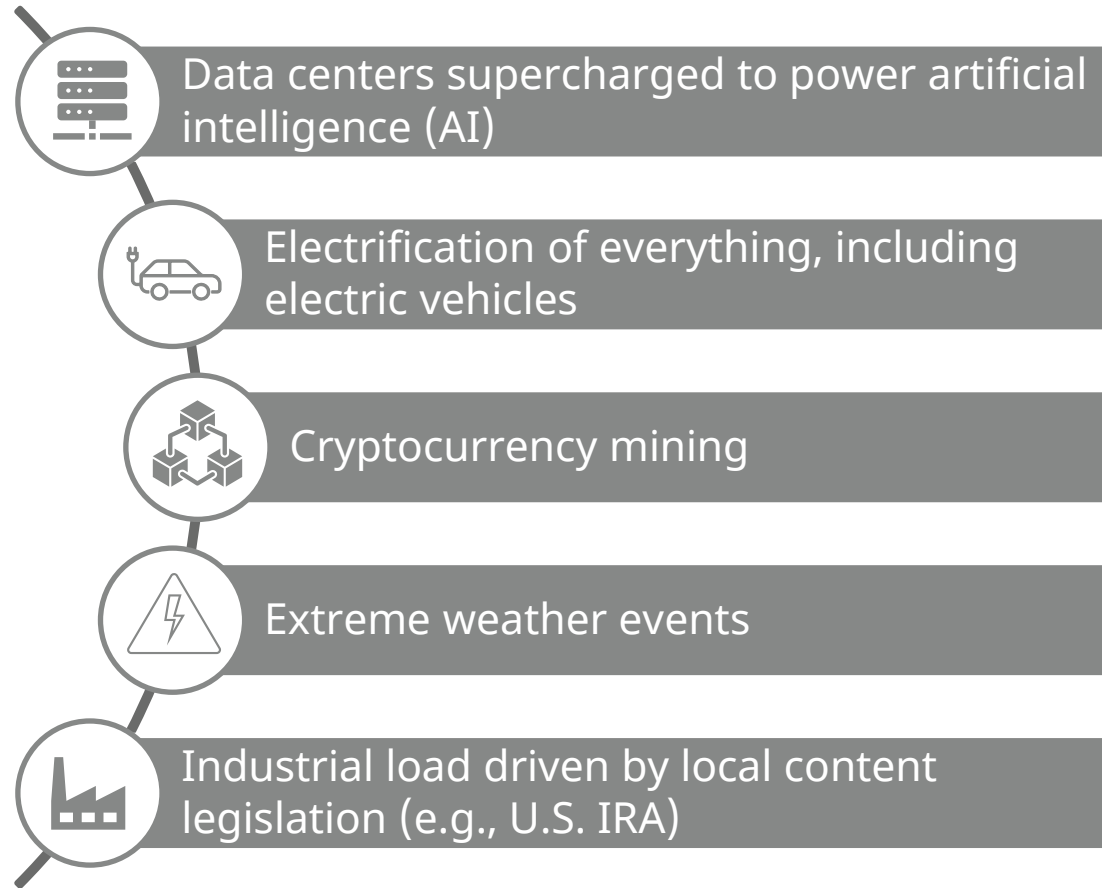 Data centers supercharged to power artificial
intelligence (AI)
Electrification of everything, including
electric vehicles
Cryptocurrency mining
Extreme weather events
Industrial load driven by local content
legislation (e.g., U.S. IRA)